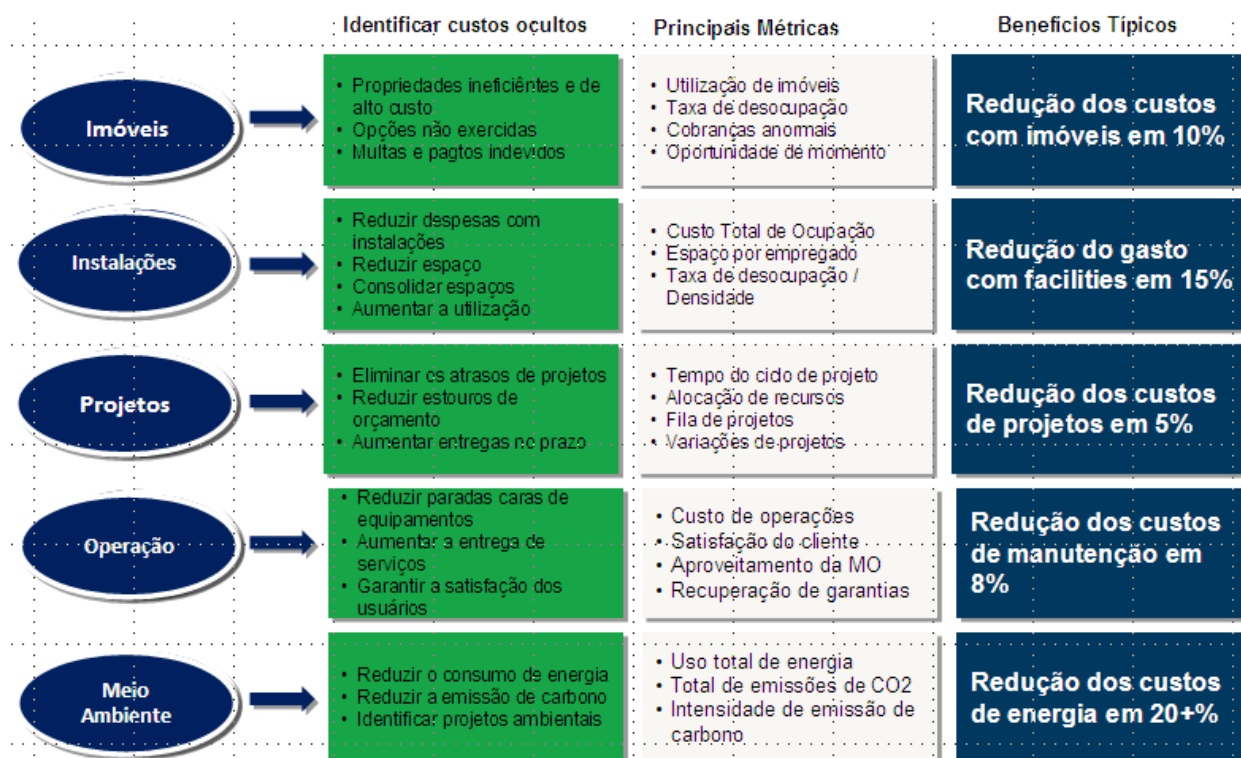 Identificar custos ocultos
Principais Métricas
Benefícios Típicos
Imóveis
• Propriedades ineficiêntes e de
alto custo
• Opções não exercidas
• Multas e pagtos indevidos
• Utilização de imóveis
• Taxa de desocupação
• Cobranças anormais
• Oportunidade de momento
Redução dos custos
com imóveis em 10%
Instalações
• Reduzir despesas com
instalações
• Reduzir espaço
• Consolidar espaços
• Aumentar a utilização
• Custo Total de Ocupação
• Espaço por empregado
• Taxa de desocupação /
Densidade
Redução do gasto
com facilities em 15%
Projetos
• Eliminar os atrasos de projetos
• Reduzir estouros de
orçamento
• Aumentar entregas no prazo
• Tempo do ciclo de projeto
• Alocação de recursos
• Fila de projetos
• Variações de projetos
Redução dos custos
de projetos em 5%
Operação
• Reduzir paradas caras de
equipamentos
• Aumentar a entrega de
serviços
• Garantir a satisfação dos
usuários
• Custo de operações
• Satisfação do cliente
• Aproveitamento da MO
• Recuperação de garantias
Redução dos custos
de manutenção em
8%
Meio
Ambiente
• Reduzir o consumo de energia
• Reduzir a emissão de carbono
• Identificar projetos ambientais
• Uso total de energia
• Total de emissões de CO2
• Intensidade de emissão de
carbono
Redução dos custos
de energia em 20+%